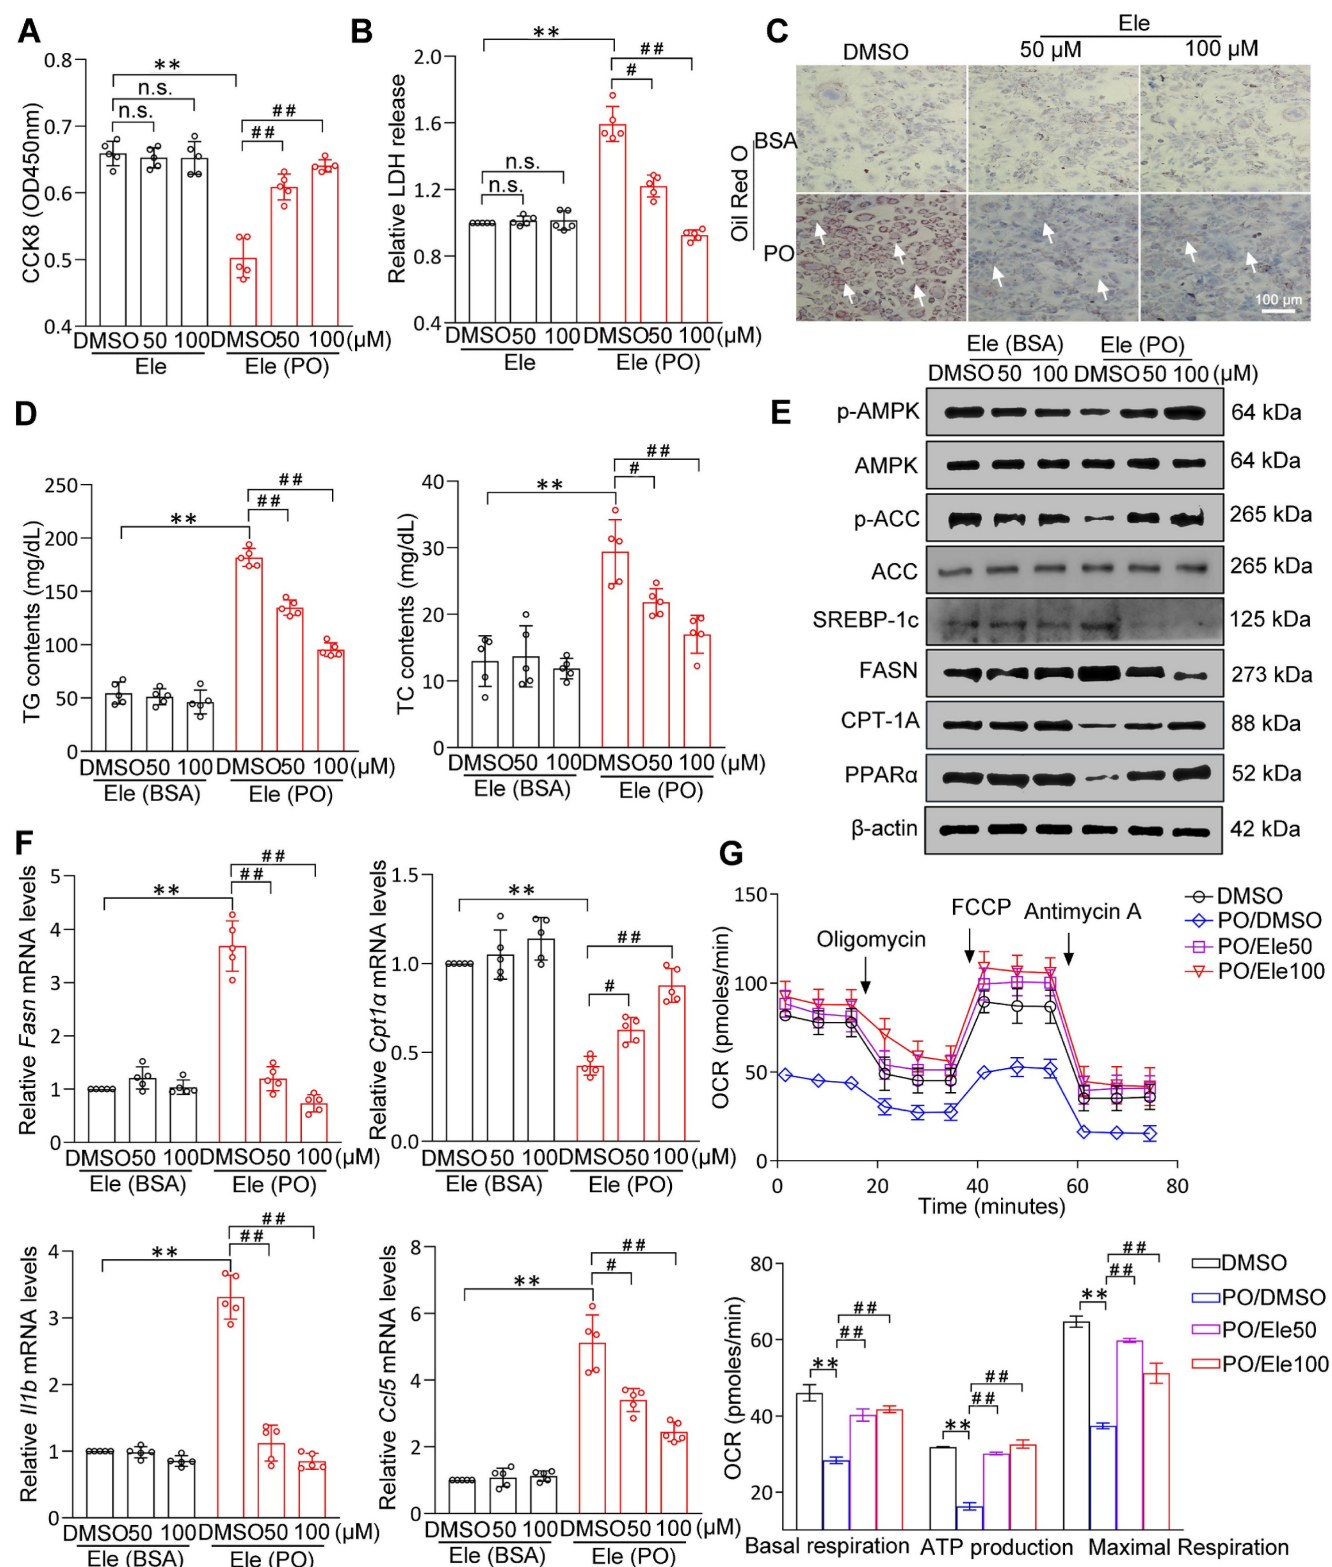 A
CCK8 (OD450nm)
0.8
0.7
0.6
0.5
0.4
**
n.s.
n.s.
##
##
DMSO 50 100 DMSO 50 100 (μM)
Ele Ele (PO)
B
Relative LDH release
2.0
1.6
1.2
0.8
0.4
**
##
#
n.s.
n.s.
DMSO 50 100 DMSO 50 100 (μM)
Ele Ele (PO)
C
Ele
DMSO 50 μM 100 μM
Oil Red O
BSA
PO
100 μm
D
TG contents (mg/dL)
250
200
150
100
50
0
**
##
##
DMSO 50 100 DMSO 50 100 (μM)
Ele (BSA) Ele (PO)
TC contents (mg/dL)
40
30
20
10
0
**
##
#
DMSO 50 100 DMSO 50 100 (μM)
Ele (BSA) Ele (PO)
E
Ele (BSA) Ele (PO)
DMSO 50 100 DMSO 50 100 (μM)
p-AMPK 64 kDa
AMPK 64 kDa
p-ACC 265 kDa
ACC 265 kDa
SREBP-1c 125 kDa
FASN 273 kDa
CPT-1A 88 kDa
PPARα 52 kDa
β-actin 42 kDa
F
Relative Fasn mRNA levels
5
4
3
2
1
0
**
##
##
DMSO 50 100 DMSO 50 100 (μM)
Ele (BSA) Ele (PO)
Relative Cpt1α mRNA levels
1.5
1.0
0.5
0.0
**
##
#
DMSO 50 100 DMSO 50 100 (μM)
Ele (BSA) Ele (PO)
Relative Il1b mRNA levels
4
3
2
1
0
**
##
##
DMSO 50 100 DMSO 50 100 (μM)
Ele (BSA) Ele (PO)
Relative Ccl5 mRNA levels
8
6
4
2
0
**
##
#
DMSO 50 100 DMSO 50 100 (μM)
Ele (BSA) Ele (PO)
G
OCR (pmoles/min)
150
100
50
0
Oligomycin
FCCP
Antimycin A
DMSO
PO/DMSO
PO/Ele50
PO/Ele100
0 20 40 60 80
Time (minutes)
OCR (pmoles/min)
80
60
40
20
**
##
##
**
##
##
**
##
##
DMSO
PO/DMSO
PO/Ele50
PO/Ele100
Basal respiration ATP production Maximal Respiration